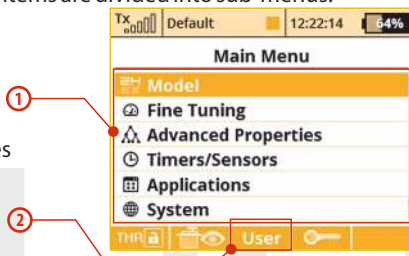 items are divided into sub-menus.
Tx Default 12:22:14 64%
Main Menu
Model
1
Fine Tuning
Advanced Properties
es
Timers/Sensors
Applications
System
2
THR User